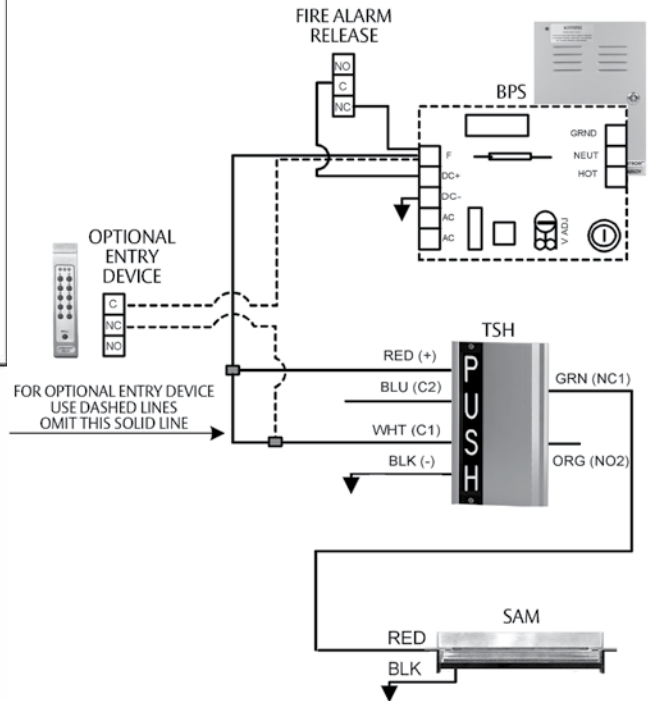 FIRE ALARM
RELEASE
NO
C
NC
BPS
F
DC+
DC-
AC
AC
GRND
NEUT
HOT
V ADJ
OPTIONAL
ENTRY
DEVICE
C
NC
NO
FOR OPTIONAL ENTRY DEVICE
USE DASHED LINES
OMIT THIS SOLID LINE
TSH
RED (+)
BLU (C2)
WHT (C1)
BLK (-)
PUSH
GRN (NC1)
ORG (NO2)
SAM
RED
BLK